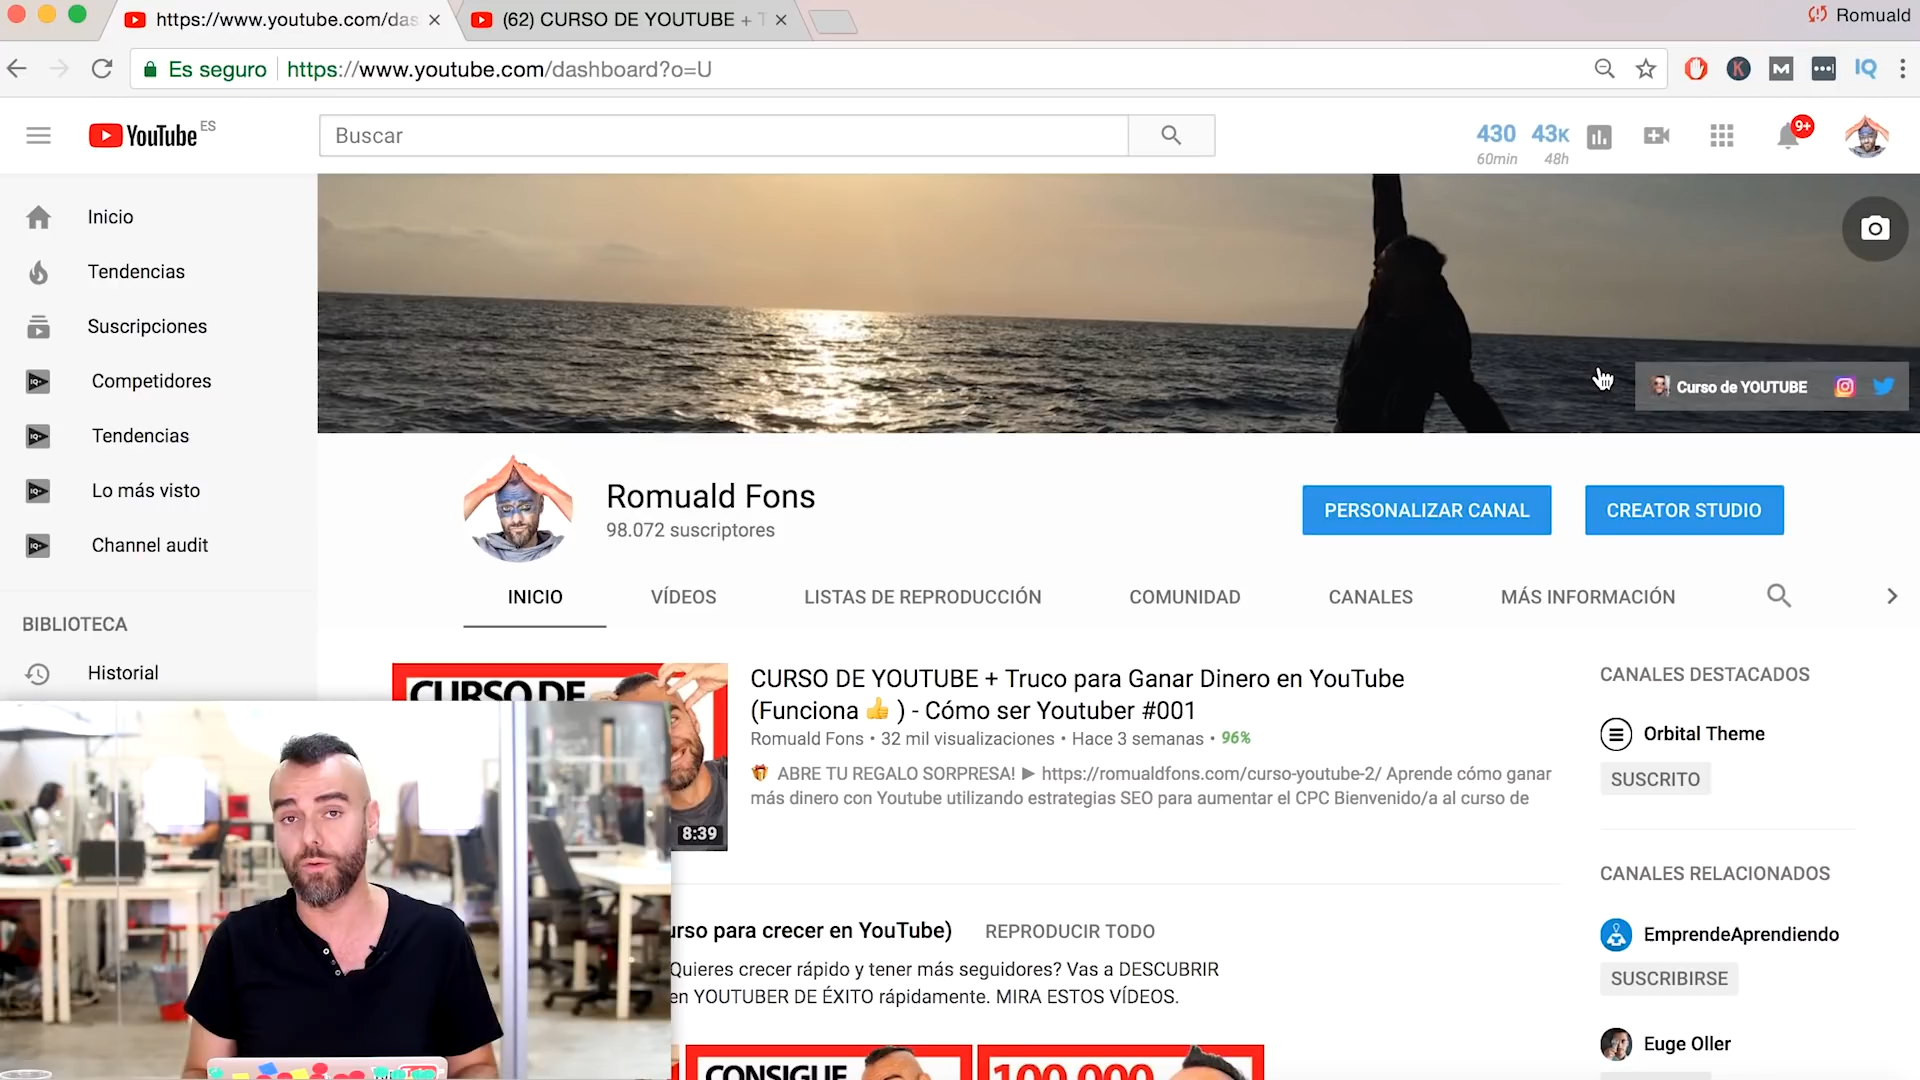 https://www.youtube.com/das
(62) CURSO DE YOUTUBE + T
Romuald
Es seguro
https://www.youtube.com/dashboard?o=U
YouTube ES
Buscar
430
60min
43K
48h
9+
Inicio
Tendencias
Suscripciones
Competidores
Tendencias
Lo más visto
Channel audit
BIBLIOTECA
Historial
Curso de YOUTUBE
Romuald Fons
98.072 suscriptores
PERSONALIZAR CANAL
CREATOR STUDIO
INICIO
VÍDEOS
LISTAS DE REPRODUCCIÓN
COMUNIDAD
CANALES
MÁS INFORMACIÓN
CURSO DE
8:39
CURSO DE YOUTUBE + Truco para Ganar Dinero en YouTube
(Funciona 👍 ) - Cómo ser Youtuber #001
Romuald Fons • 32 mil visualizaciones • Hace 3 semanas • 96%
🎁 ABRE TU REGALO SORPRESA! ► https://romualdfons.com/curso-youtube-2/ Aprende cómo ganar
más dinero con Youtube utilizando estrategias SEO para aumentar el CPC Bienvenido/a al curso de
urso para crecer en YouTube)
REPRODUCIR TODO
Quieres crecer rápido y tener más seguidores? Vas a DESCUBRIR
en YOUTUBER DE ÉXITO rápidamente. MIRA ESTOS VÍDEOS.
CONSIGUE
100.000
CANALES DESTACADOS
Orbital Theme
SUSCRITO
CANALES RELACIONADOS
EmprendeAprendiendo
SUSCRIBIRSE
Euge Oller